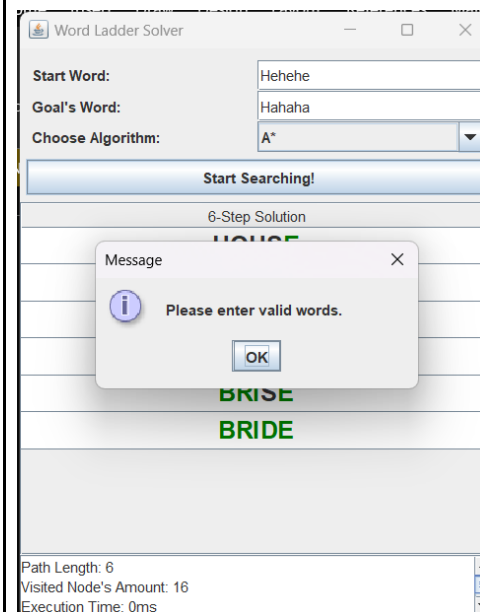 Word Ladder Solver
Start Word: Hehehe
Goal's Word: Hahaha
Choose Algorithm: A*
Start Searching!
6-Step Solution
HOUSE
Message
Please enter valid words.
OK
BRISE
BRIDE
Path Length: 6
Visited Node's Amount: 16
Execution Time: 0ms